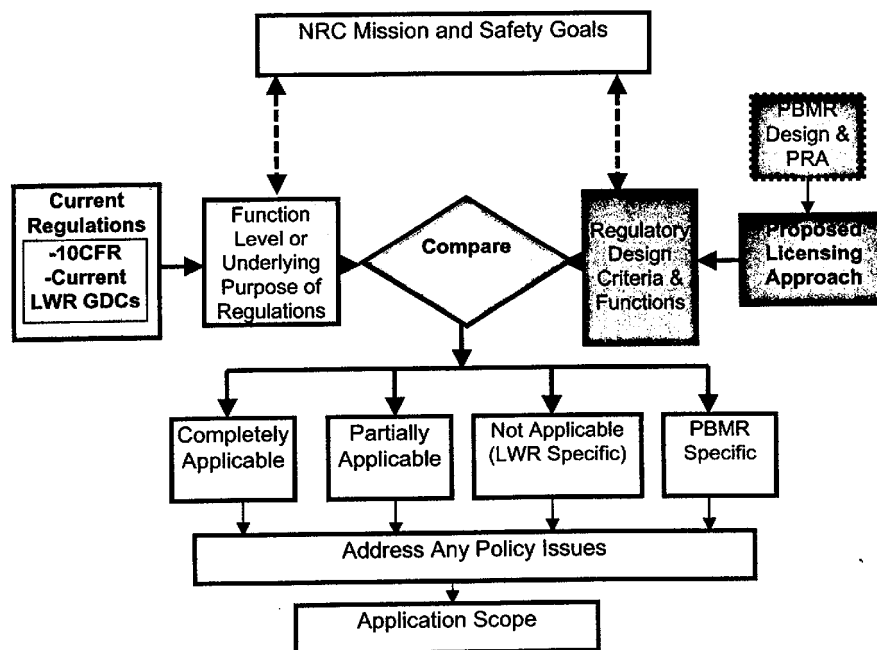 NRC Mission and Safety Goals
PBMR
Design &
PRA
Current
Regulations
-10CFR
-Current
LWR GDCs
Function
Level or
Underlying
Purpose of
Regulations
Compare
Regulatory
Design
Criteria &
Functions
Proposed
Licensing
Approach
Completely
Applicable
Partially
Applicable
Not Applicable
(LWR Specific)
PBMR
Specific
Address Any Policy Issues
Application Scope